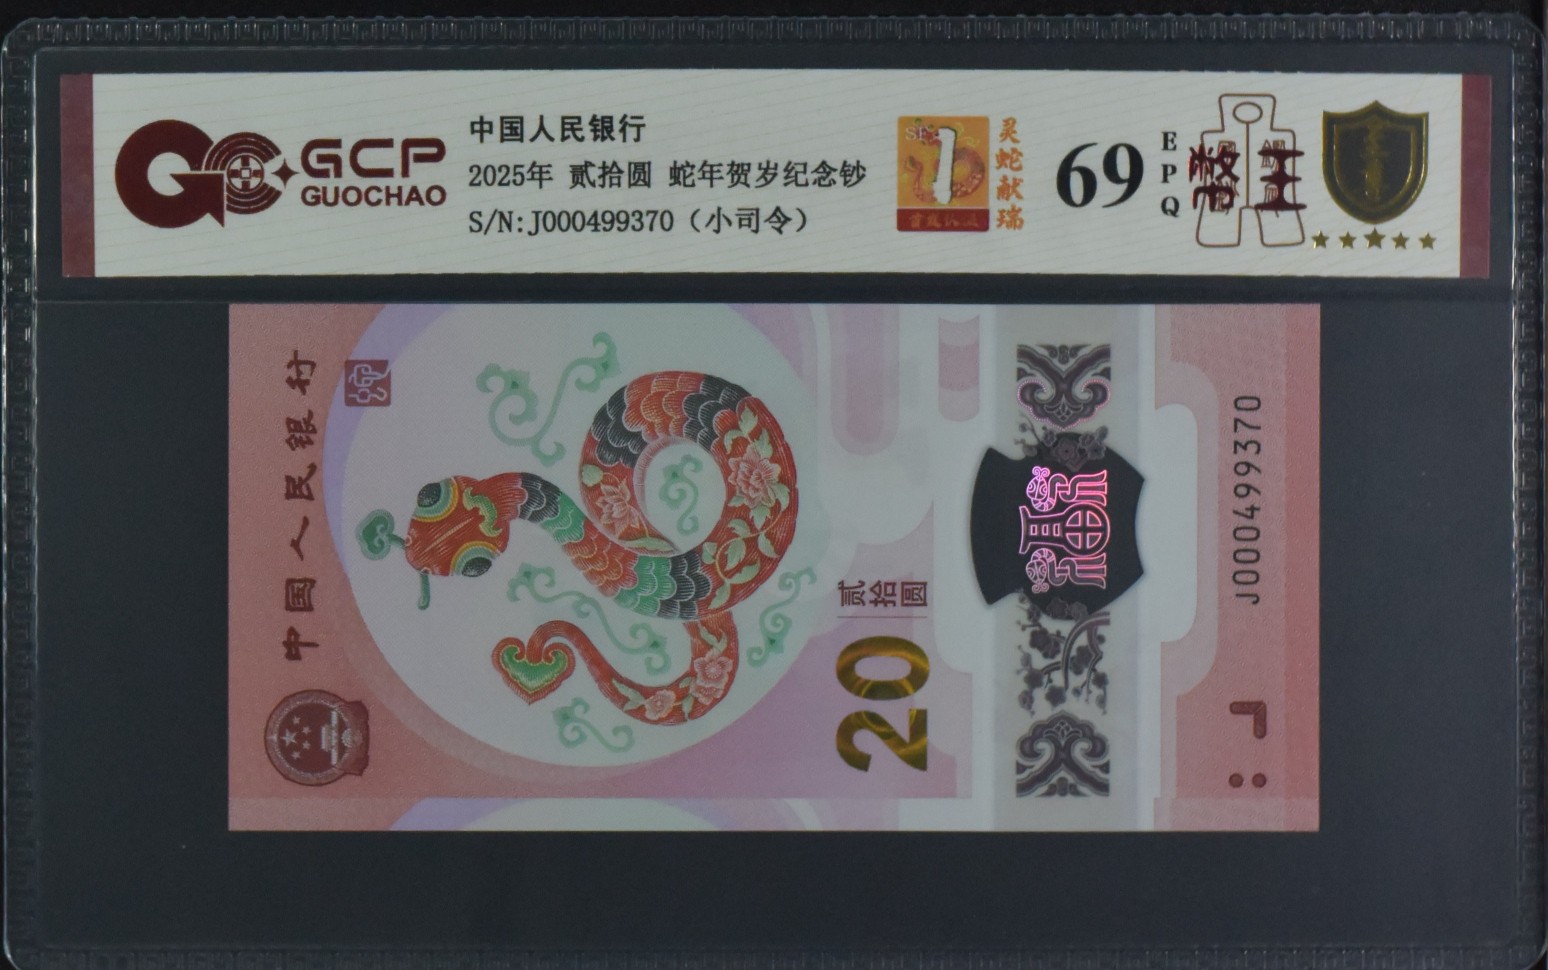 GCP
GUOCHAO
中国人民银行
2025年 贰拾圆 蛇年贺岁纪念钞
S/N:J000499370（小司令）
1
灵蛇献瑞
69
EPQ
中国人民银行
贰拾圆
20
J000499370